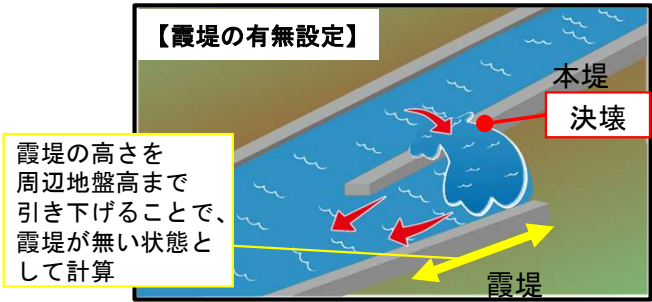 【霞堤の有無設定】
本堤
決壊
霞堤の高さを
周辺地盤高まで
引き下げることで、
霞堤が無い状態と
して計算
霞堤